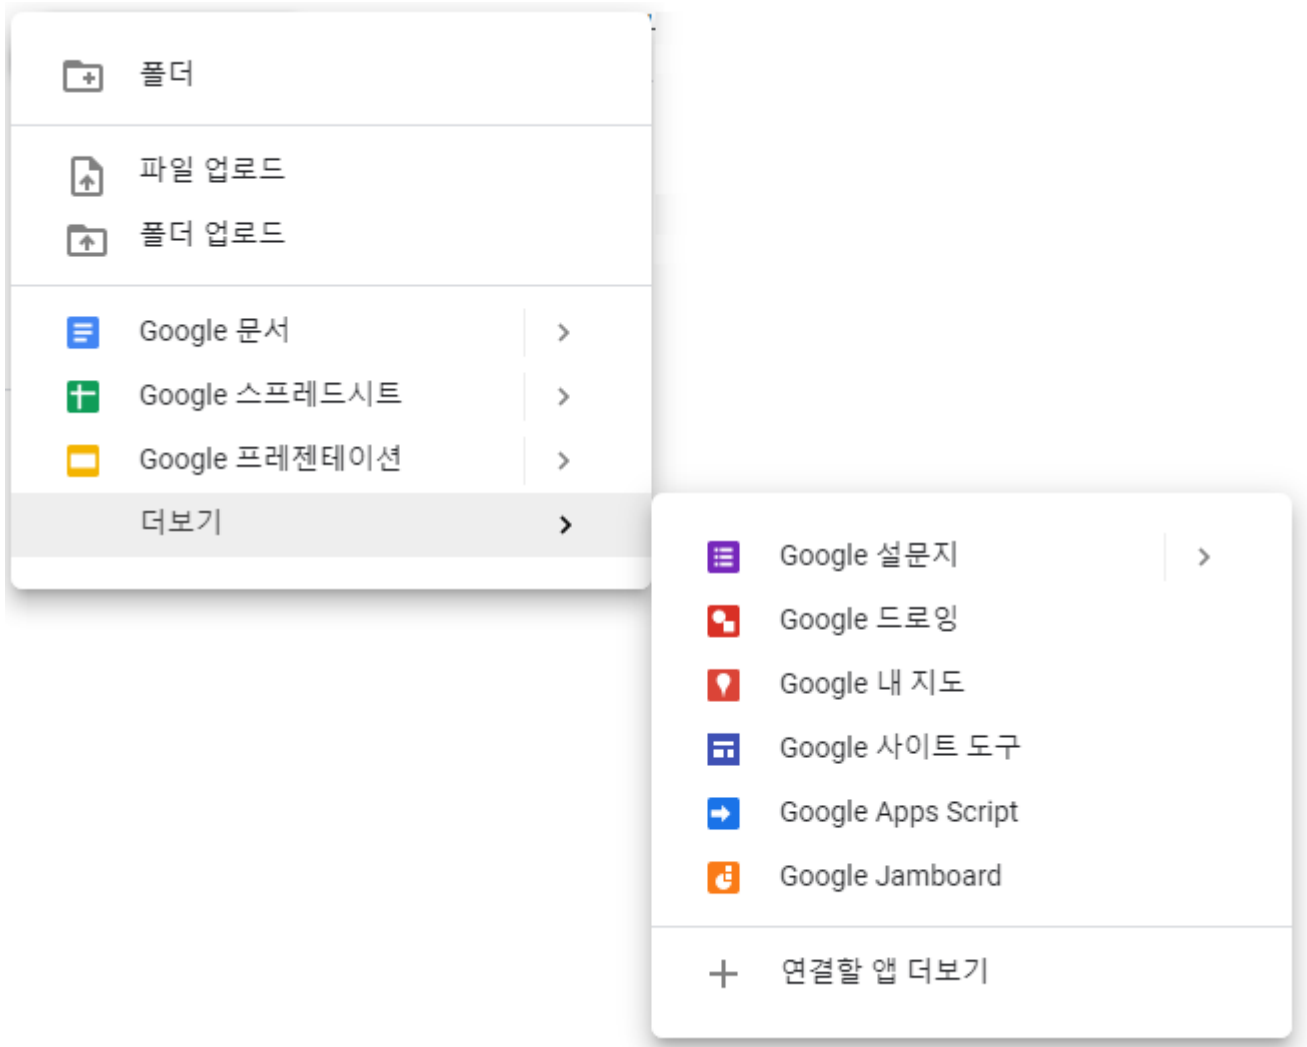 폴더
파일 업로드
폴더 업로드
Google 문서
Google 스프레드시트
Google 프레젠테이션
더보기
Google 설문지
Google 드로잉
Google 내 지도
Google 사이트 도구
Google Apps Script
Google Jamboard
연결할 앱 더보기